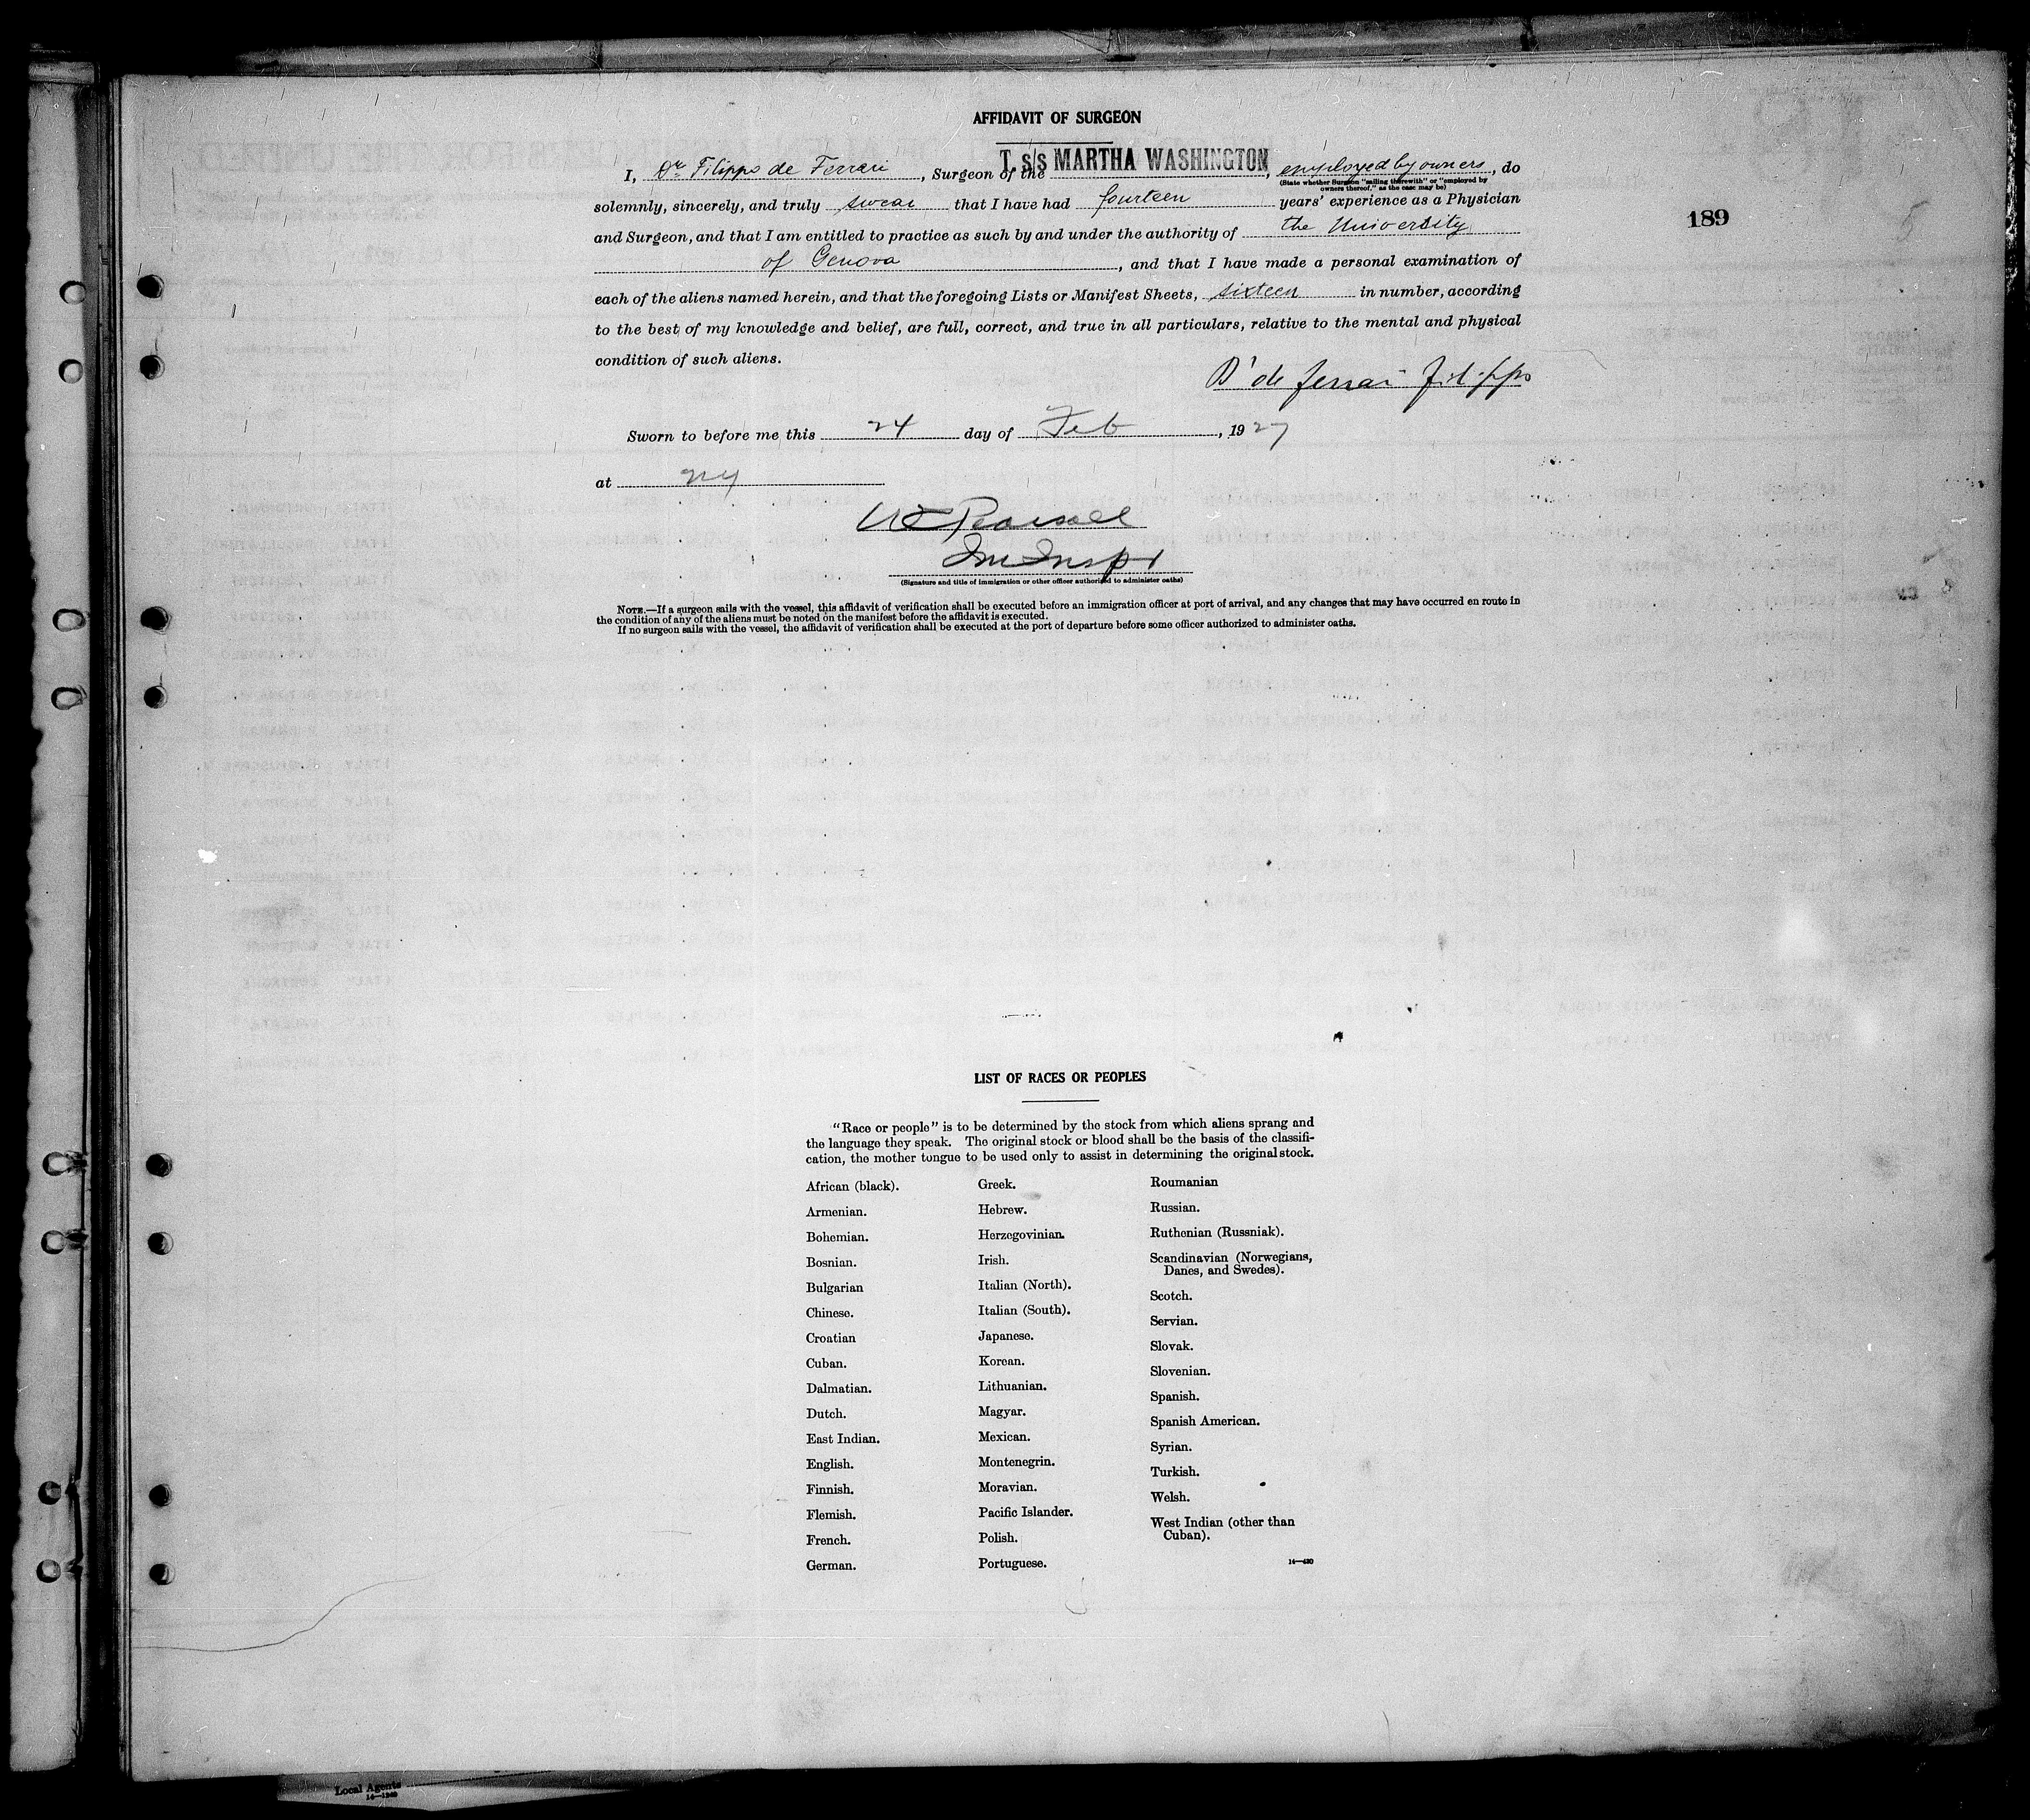 AFFIDAVIT OF SURGEON
I, Dr. Filippo de Ferrari, Surgeon of the T. s/s MARTHA WASHINGTON, employed by owners, do
(State whether Surgeon "sailing therewith" or "employed by
owners thereof," as the case may be)
solemnly, sincerely, and truly swear that I have had fourteen years' experience as a Physician
and Surgeon, and that I am entitled to practice as such by and under the authority of the University
of Genova, and that I have made a personal examination of
each of the aliens named herein, and that the foregoing Lists or Manifest Sheets, sixteen in number, according
to the best of my knowledge and belief, are full, correct, and true in all particulars, relative to the mental and physical
condition of such aliens.
189
5
Dr de Ferrari Filippo
Sworn to before me this 24 day of Feb, 1927
at NY
Pearsall
Im Inspr
(Signature and title of immigration or other officer authorized to administer oaths)
NOTE.—If a surgeon sails with the vessel, this affidavit of verification shall be executed before an immigration officer at port of arrival, and any changes that may have occurred en route in
the condition of any of the aliens must be noted on the manifest before the affidavit is executed.
If no surgeon sails with the vessel, the affidavit of verification shall be executed at the port of departure before some officer authorized to administer oaths.
LIST OF RACES OR PEOPLES
"Race or people" is to be determined by the stock from which aliens sprang and
the language they speak. The original stock or blood shall be the basis of the classifi-
cation, the mother tongue to be used only to assist in determining the original stock.
African (black).
Armenian.
Bohemian.
Bosnian.
Bulgarian
Chinese.
Croatian
Cuban.
Dalmatian.
Dutch.
East Indian.
English.
Finnish.
Flemish.
French.
German.
Greek.
Hebrew.
Herzegovinian.
Irish.
Italian (North).
Italian (South).
Japanese.
Korean.
Lithuanian.
Magyar.
Mexican.
Montenegrin.
Moravian.
Pacific Islander.
Polish.
Portuguese.
Roumanian
Russian.
Ruthenian (Russniak).
Scandinavian (Norwegians,
Danes, and Swedes).
Scotch.
Servian.
Slovak.
Slovenian.
Spanish.
Spanish American.
Syrian.
Turkish.
Welsh.
West Indian (other than
Cuban).
14—430
Local Agents
14—1240